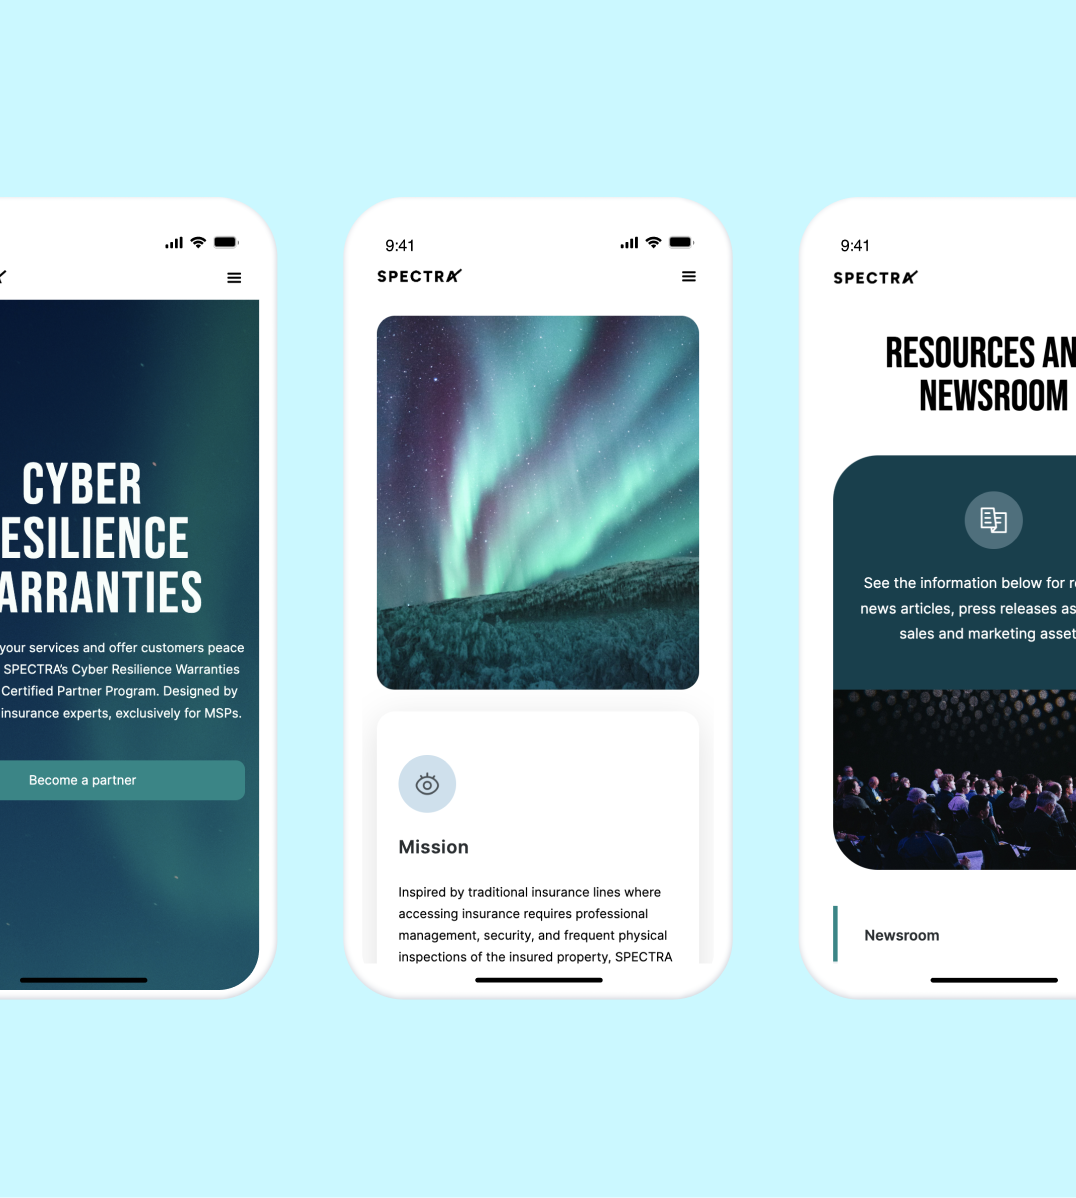 CYBER
ESILIENCE
ARRANTIES
your services and offer customers peace
SPECTRA's Cyber Resilience Warranties
Certified Partner Program. Designed by
insurance experts, exclusively for MSPs.
Become a partner
9:41
SPECTRA
Mission
Inspired by traditional insurance lines where
accessing insurance requires professional
management, security, and frequent physical
inspections of the insured property, SPECTRA
9:41
SPECTRA
RESOURCES AN
NEWSROOM
See the information below for re
news articles, press releases as
sales and marketing asset
Newsroom